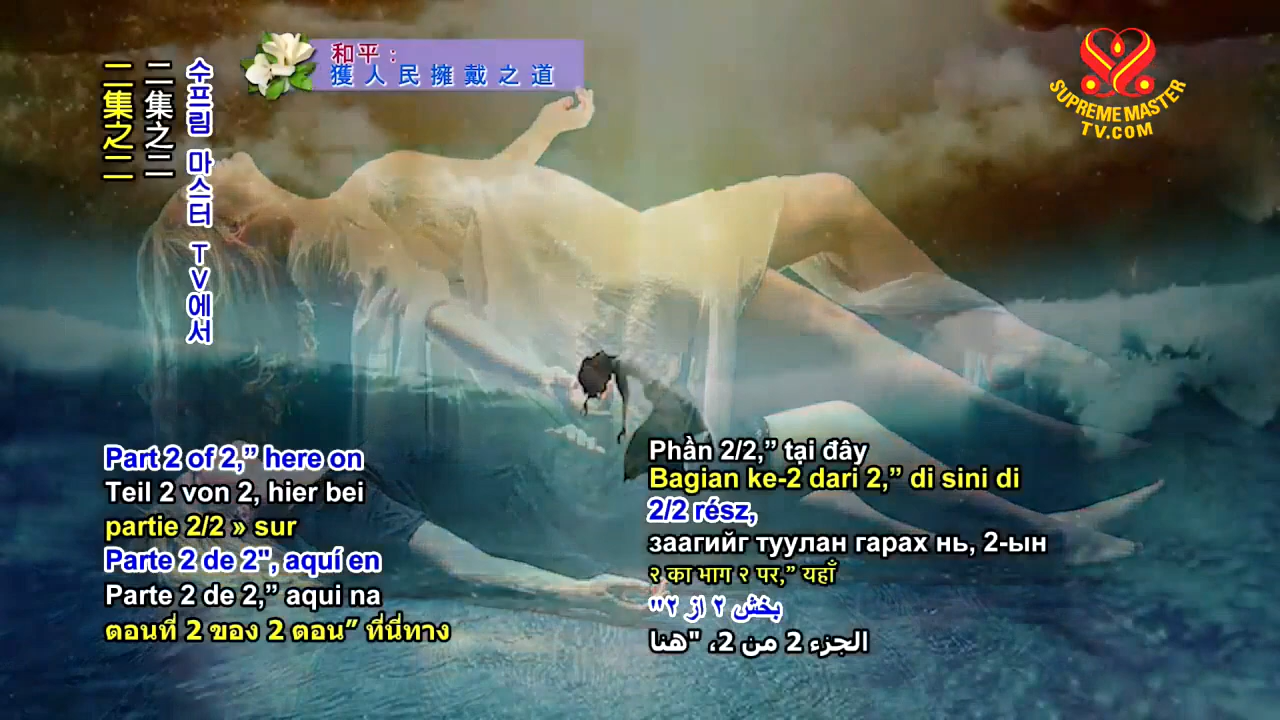 和平：
獲人民擁戴之道
SUPREME MASTER
TV.COM
수프림 마스터 TV에서
二集之二
二集之二
Part 2 of 2,” here on
Teil 2 von 2, hier bei
partie 2/2 » sur
Parte 2 de 2", aquí en
Parte 2 de 2,” aqui na
ตอนที่ 2 ของ 2 ตอน” ที่นี่ทาง
Phần 2/2,” tại đây
Bagian ke-2 dari 2,” di sini di
2/2 rész,
заагийг туулан гарах нь, 2-ын
२ का भाग २ पर,” यहाँ
بخش ۲ از ۲"
الجزء 2 من 2، "هنا